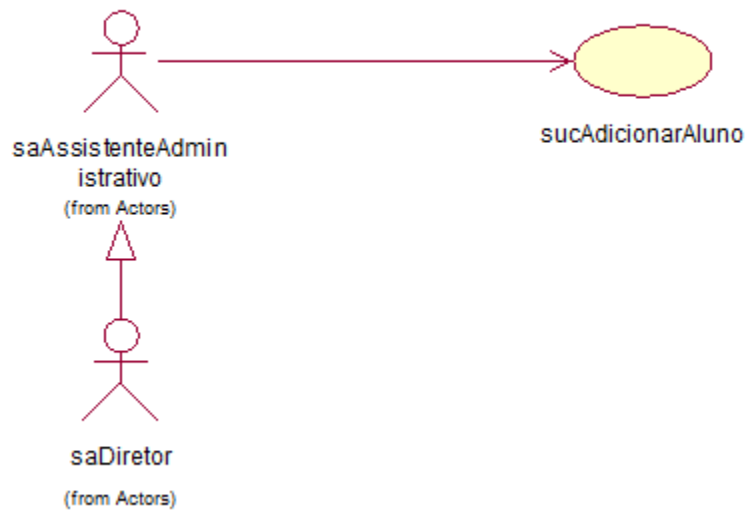 saAssistenteAdmin
istrativo
(from Actors)
sucAdicionarAluno
saDiretor
(from Actors)